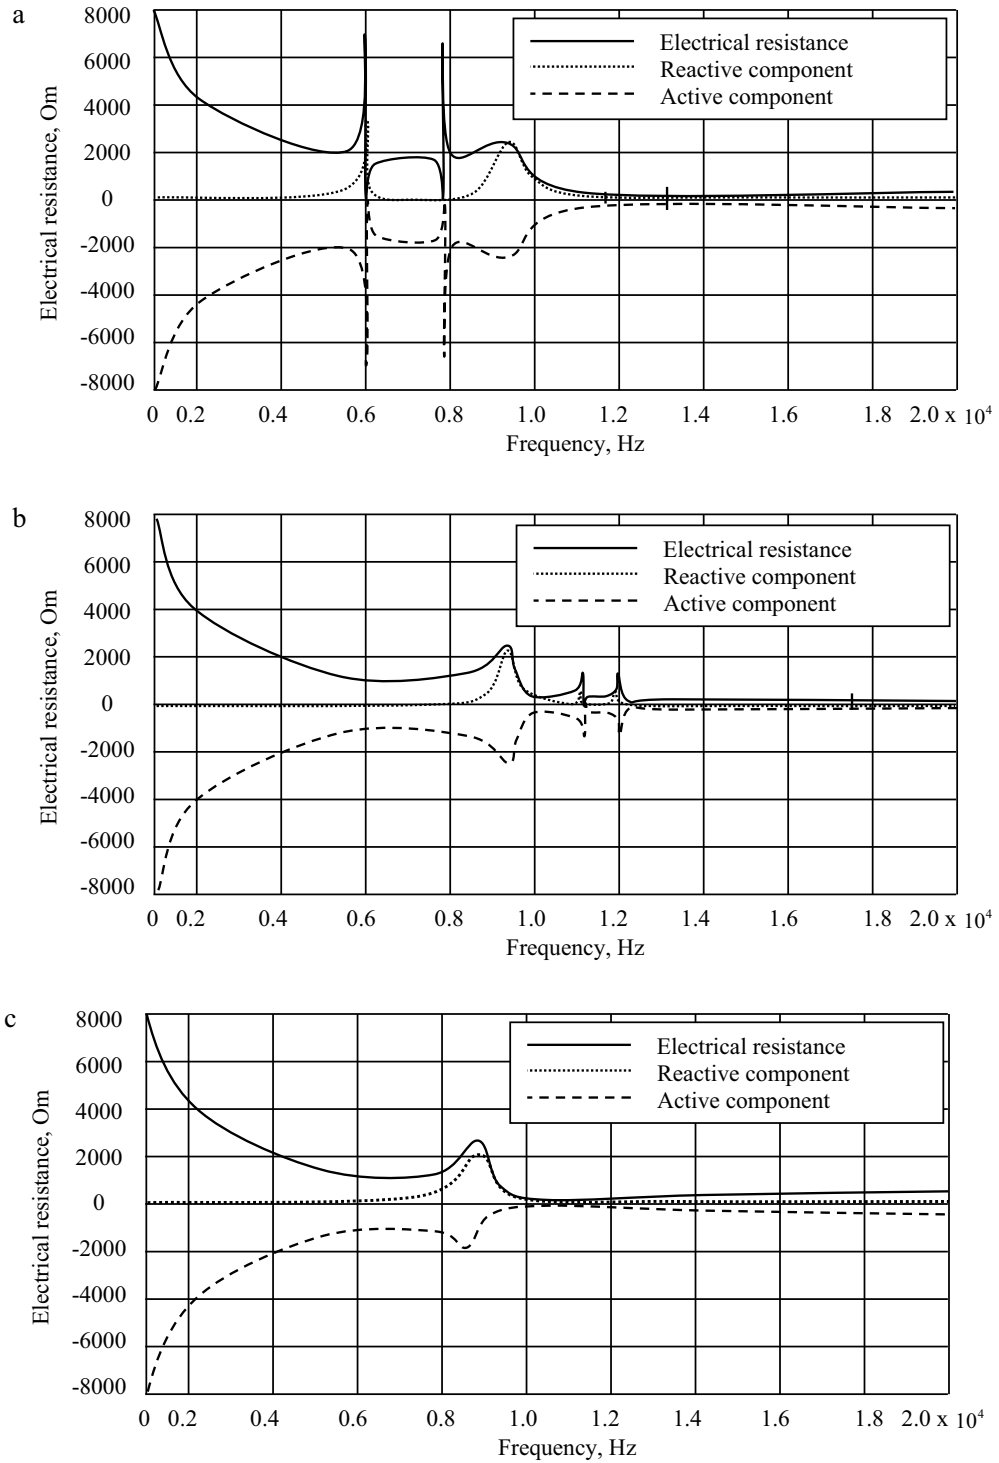 a
8000
6000
4000
2000
0
-2000
-4000
-6000
-8000
Electrical resistance, Om
Electrical resistance
Reactive component
Active component
0 0.2 0.4 0.6 0.8 1.0 1.2 1.4 1.6 1.8 2.0 x 10⁴
Frequency, Hz
b
8000
6000
4000
2000
0
-2000
-4000
-6000
-8000
Electrical resistance, Om
Electrical resistance
Reactive component
Active component
0 0.2 0.4 0.6 0.8 1.0 1.2 1.4 1.6 1.8 2.0 x 10⁴
Frequency, Hz
c
8000
6000
4000
2000
0
-2000
-4000
-6000
-8000
Electrical resistance, Om
Electrical resistance
Reactive component
Active component
0 0.2 0.4 0.6 0.8 1.0 1.2 1.4 1.6 1.8 2.0 x 10⁴
Frequency, Hz